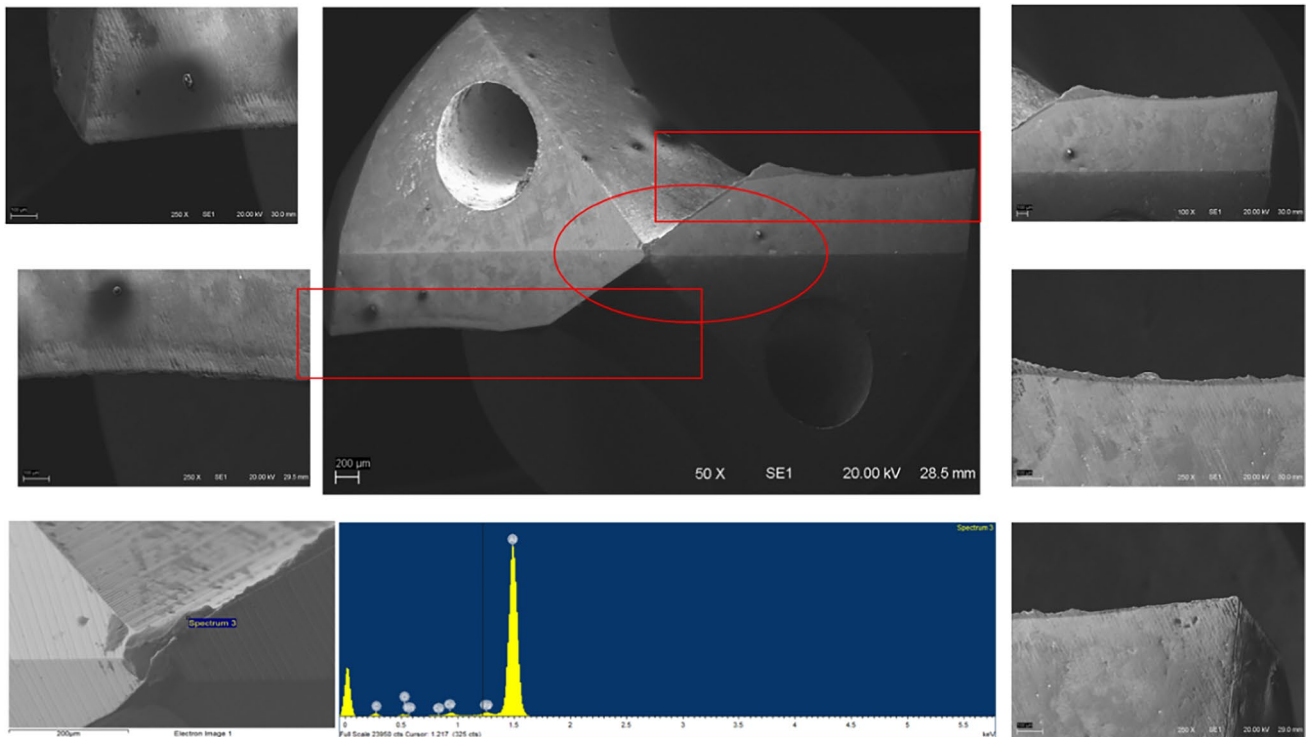 100 µm
250 X SE1 20.00 kV 30.0 mm
200 µm
50 X SE1 20.00 kV 28.5 mm
100 X SE1 20.00 kV 30.0 mm
250 X SE1 20.00 kV 29.5 mm
250 X SE1 20.00 kV 30.0 mm
Spectrum 3
200µm Electron Image 1
Spectrum 3
0 0.5 1 1.5 2 2.5 3 3.5 4 4.5 5 5.5
Full Scale 23950 cts Cursor: 1.217 (325 cts) keV
250 X SE1 20.00 kV 29.0 mm